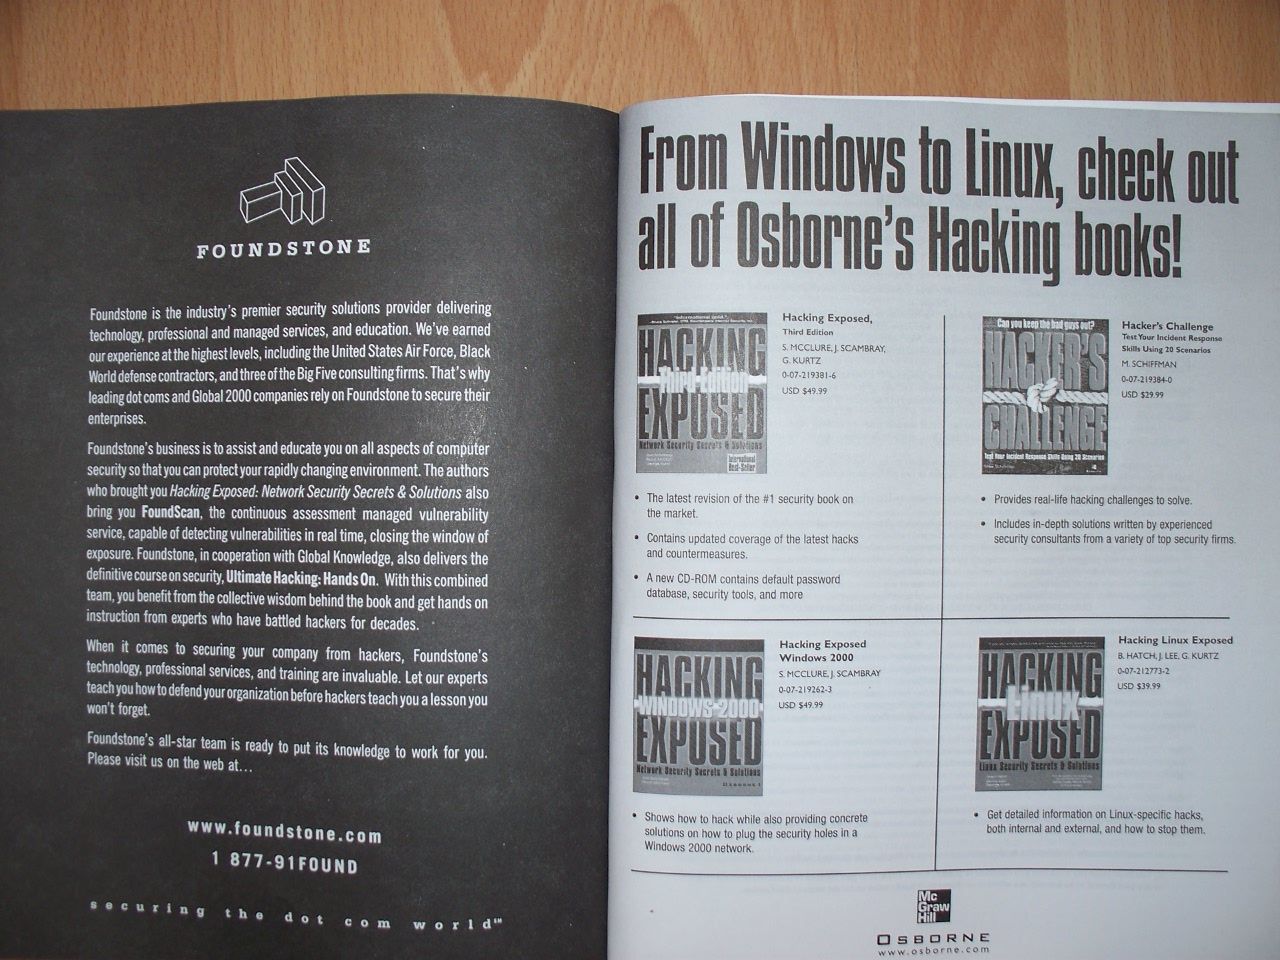 FOUNDSTONE
Foundstone is the industry's premier security solutions provider delivering
technology, professional and managed services, and education. We've earned
our experience at the highest levels, including the United States Air Force, Black
World defense contractors, and three of the Big Five consulting firms. That's why
leading dot coms and Global 2000 companies rely on Foundstone to secure their
enterprises.
Foundstone's business is to assist and educate you on all aspects of computer
security so that you can protect your rapidly changing environment. The authors
who brought you Hacking Exposed: Network Security Secrets & Solutions also
bring you FoundScan, the continuous assessment managed vulnerability
service, capable of detecting vulnerabilities in real time, closing the window of
exposure. Foundstone, in cooperation with Global Knowledge, also delivers the
definitive course on security, Ultimate Hacking: Hands On. With this combined
team, you benefit from the collective wisdom behind the book and get hands on
instruction from experts who have battled hackers for decades.
When it comes to securing your company from hackers, Foundstone's
technology, professional services, and training are invaluable. Let our experts
teach you how to defend your organization before hackers teach you a lesson you
won't forget.
Foundstone's all-star team is ready to put its knowledge to work for you.
Please visit us on the web at...
www.foundstone.com
1 877-91FOUND
securing the dot com world℠
From Windows to Linux, check out
all of Osborne's Hacking books!
HACKING
Third Edition
EXPOSED
Network Security Secrets & Solutions
International
Best-Seller
Hacking Exposed,
Third Edition
S. MCCLURE, J. SCAMBRAY,
G. KURTZ
0-07-219381-6
USD $49.99
• The latest revision of the #1 security book on
the market.
• Contains updated coverage of the latest hacks
and countermeasures.
• A new CD-ROM contains default password
database, security tools, and more
Can you keep the bad guys out?
HACKER'S
CHALLENGE
Test Your Incident Response Skills Using 20 Scenarios
Hacker's Challenge
Test Your Incident Response
Skills Using 20 Scenarios
M. SCHIFFMAN
0-07-219384-0
USD $29.99
• Provides real-life hacking challenges to solve.
• Includes in-depth solutions written by experienced
security consultants from a variety of top security firms.
HACKING
WINDOWS 2000
EXPOSED
Network Security Secrets & Solutions
Hacking Exposed
Windows 2000
S. MCCLURE, J. SCAMBRAY
0-07-219262-3
USD $49.99
• Shows how to hack while also providing concrete
solutions on how to plug the security holes in a
Windows 2000 network.
HACKING
Linux
EXPOSED
Linux Security Secrets & Solutions
Hacking Linux Exposed
B. HATCH, J. LEE, G. KURTZ
0-07-212773-2
USD $39.99
• Get detailed information on Linux-specific hacks,
both internal and external, and how to stop them.
Mc
Graw
Hill
OSBORNE
www.osborne.com